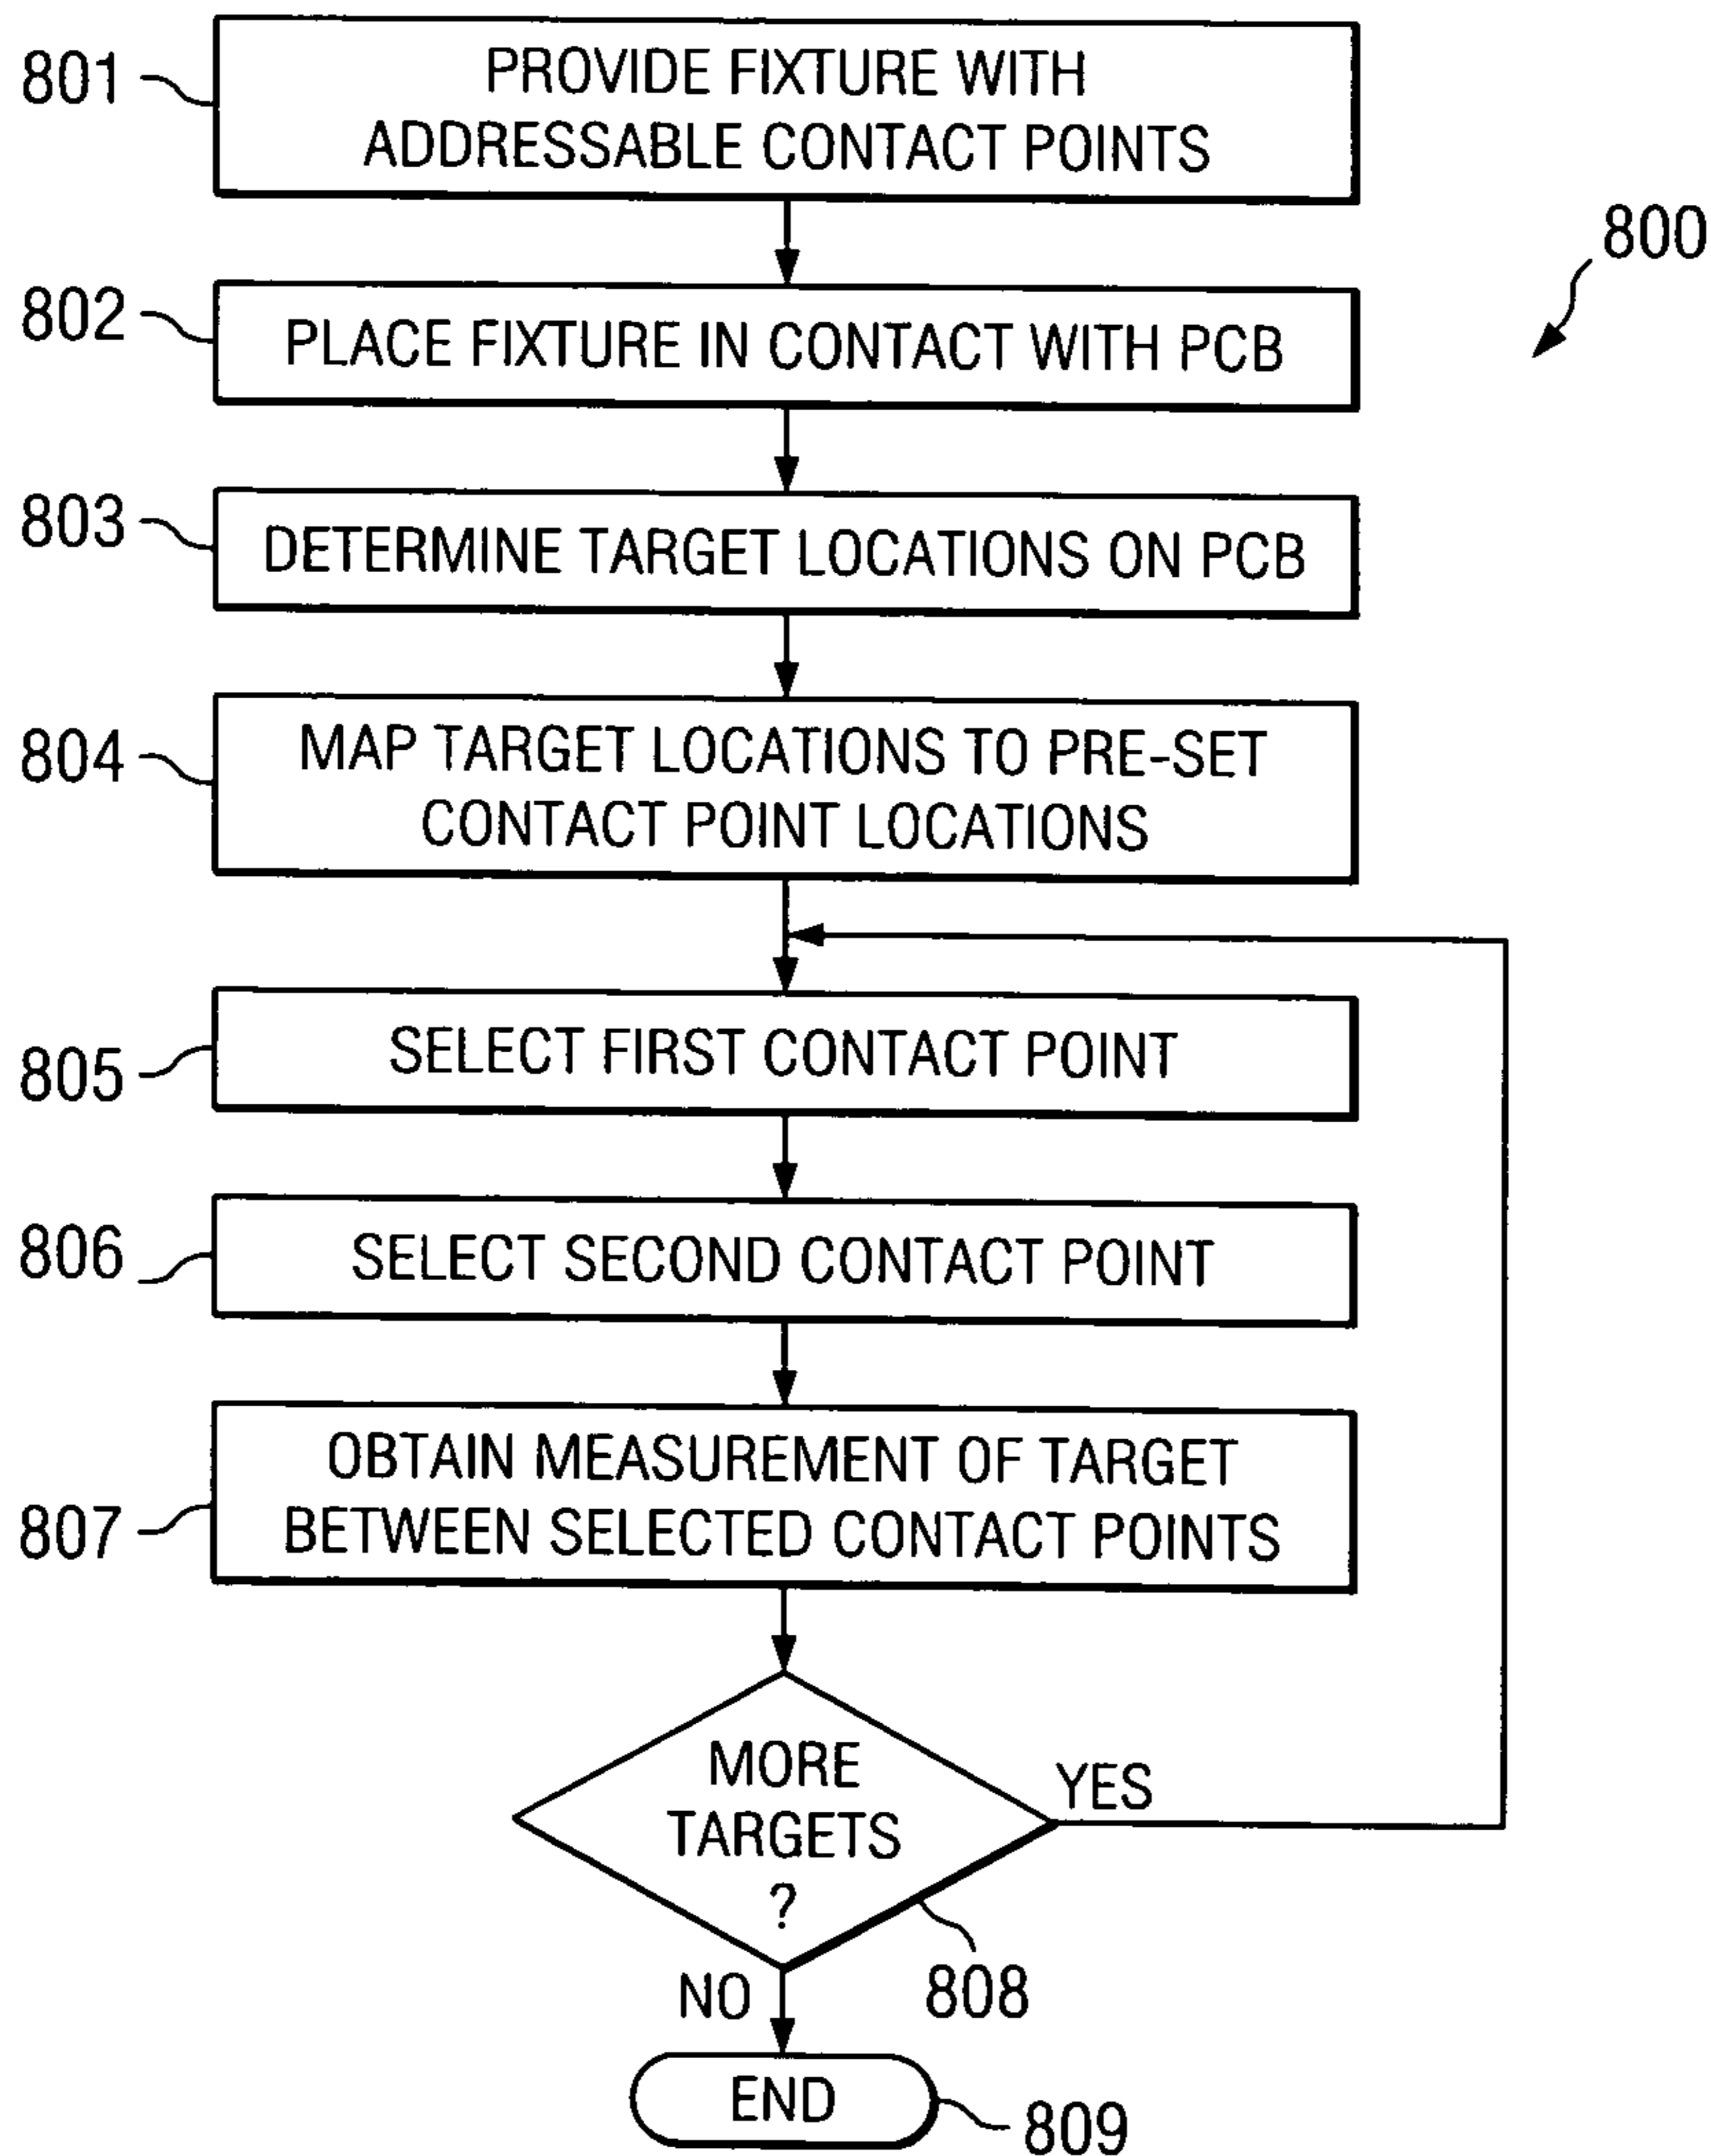 801
PROVIDE FIXTURE WITH
ADDRESSABLE CONTACT POINTS
800
802
PLACE FIXTURE IN CONTACT WITH PCB
803
DETERMINE TARGET LOCATIONS ON PCB
804
MAP TARGET LOCATIONS TO PRE-SET
CONTACT POINT LOCATIONS
805
SELECT FIRST CONTACT POINT
806
SELECT SECOND CONTACT POINT
807
OBTAIN MEASUREMENT OF TARGET
BETWEEN SELECTED CONTACT POINTS
MORE
TARGETS
?
YES
808
NO
END
809